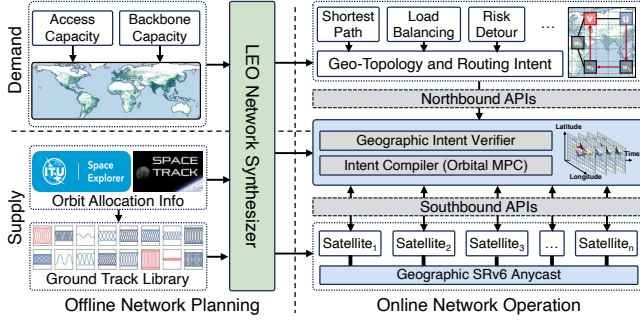 Demand
Access
Capacity
Backbone
Capacity
Supply
ITU
Space
Explorer
SPACE
TRACK
Orbit Allocation Info
Ground Track Library
Offline Network Planning
LEO Network Synthesizer
Shortest
Path
Load
Balancing
Risk
Detour
...
Geo-Topology and Routing Intent
v
u
Northbound APIs
Geographic Intent Verifier
Intent Compiler (Orbital MPC)
Latitude
Time
Longitude
Southbound APIs
Satellite1
Satellite2
Satellite3
...
Satelliten
Geographic SRv6 Anycast
Online Network Operation